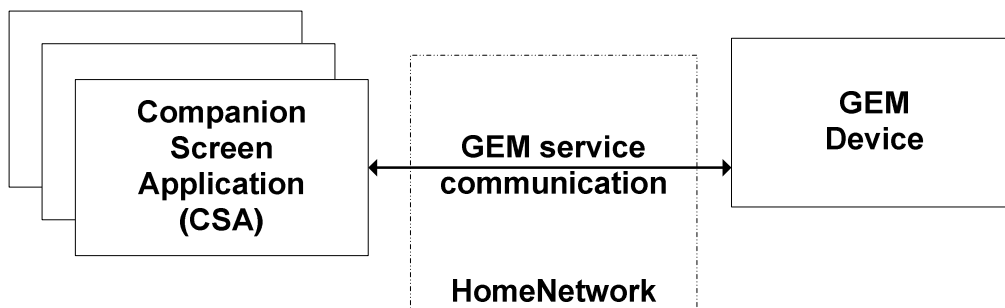 Companion
Screen
Application
(CSA)
GEM service
communication
HomeNetwork
GEM
Device